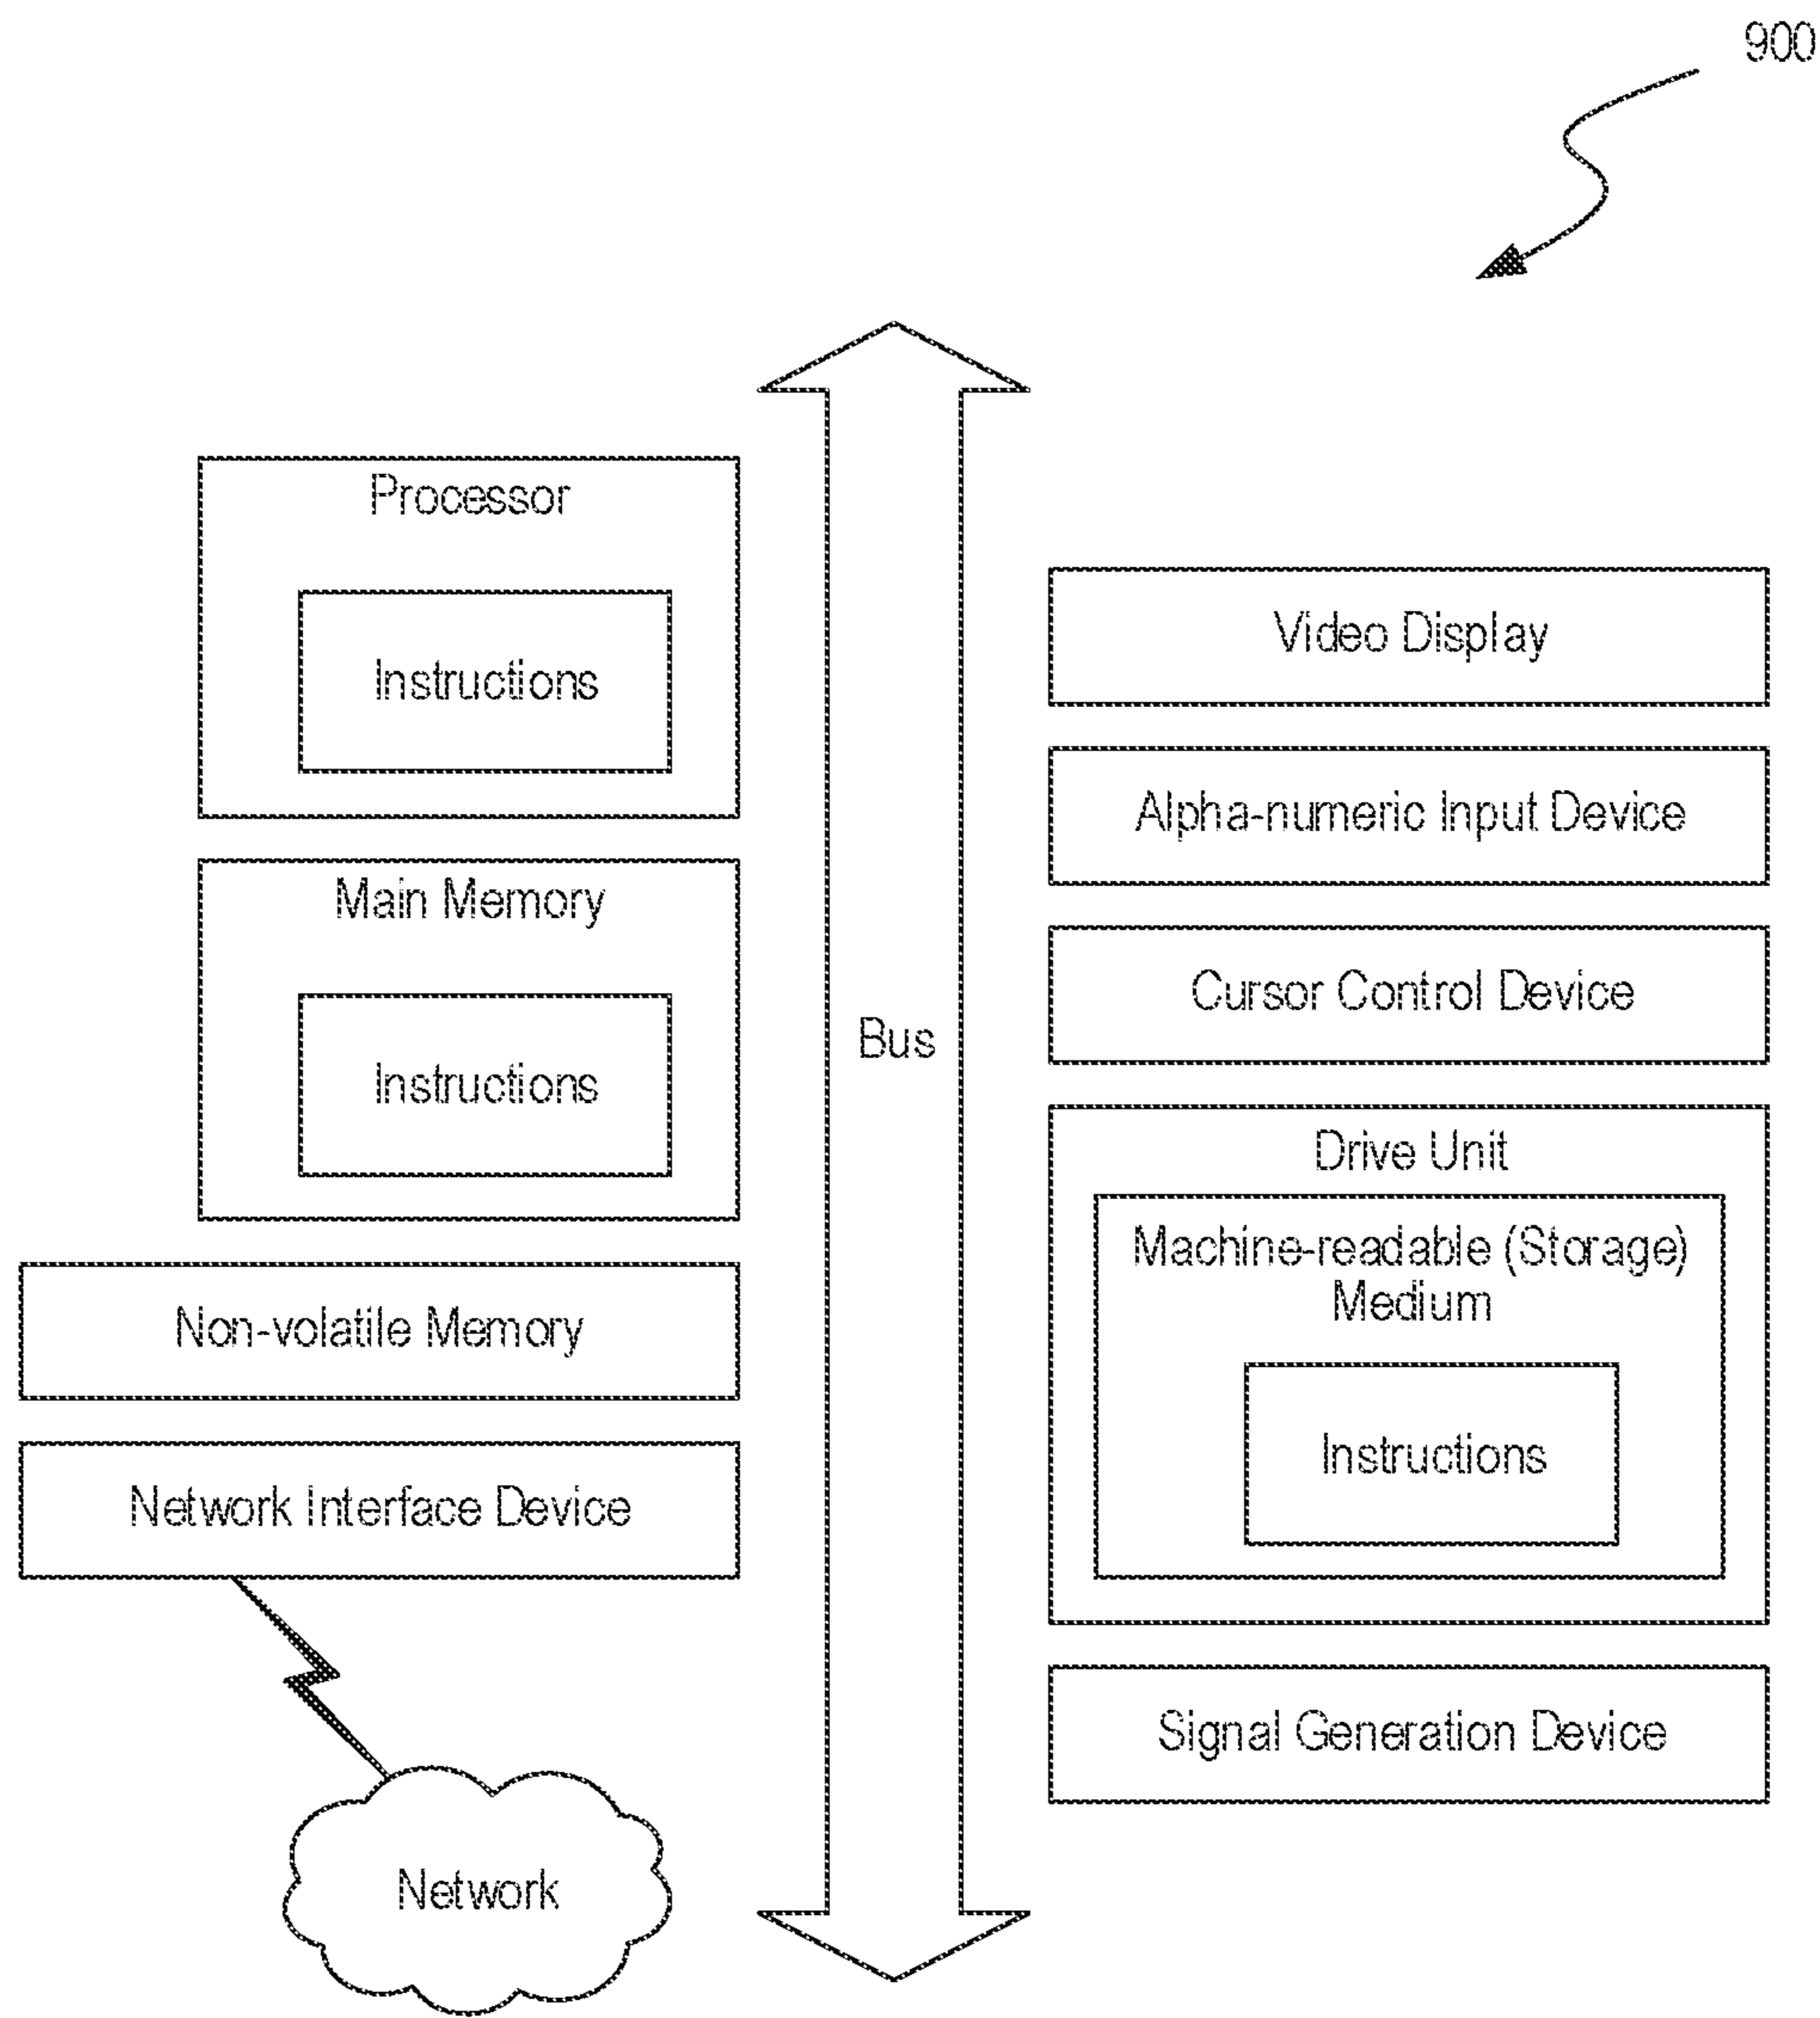 900
Processor
Instructions
Main Memory
Instructions
Non-volatile Memory
Network Interface Device
Network
Bus
Video Display
Alpha-numeric Input Device
Cursor Control Device
Drive Unit
Machine-readable (Storage)
Medium
Instructions
Signal Generation Device